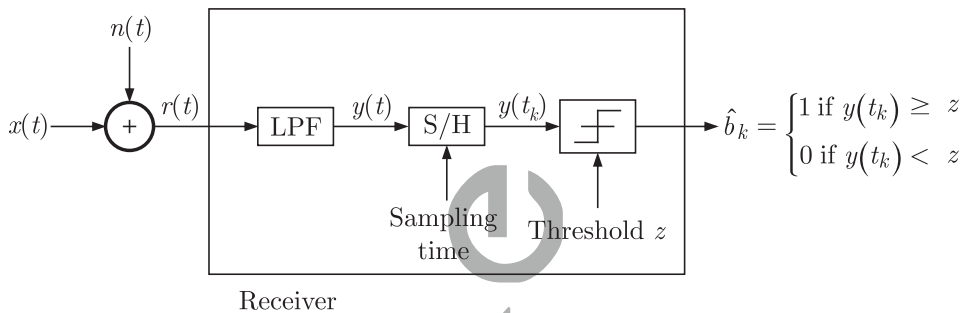 n(t)
x(t)
+
r(t)
LPF
y(t)
S/H
y(t_k)
b̂_k = {1 if y(t_k) ≥ z
0 if y(t_k) < z
Sampling
time
Threshold z
Receiver